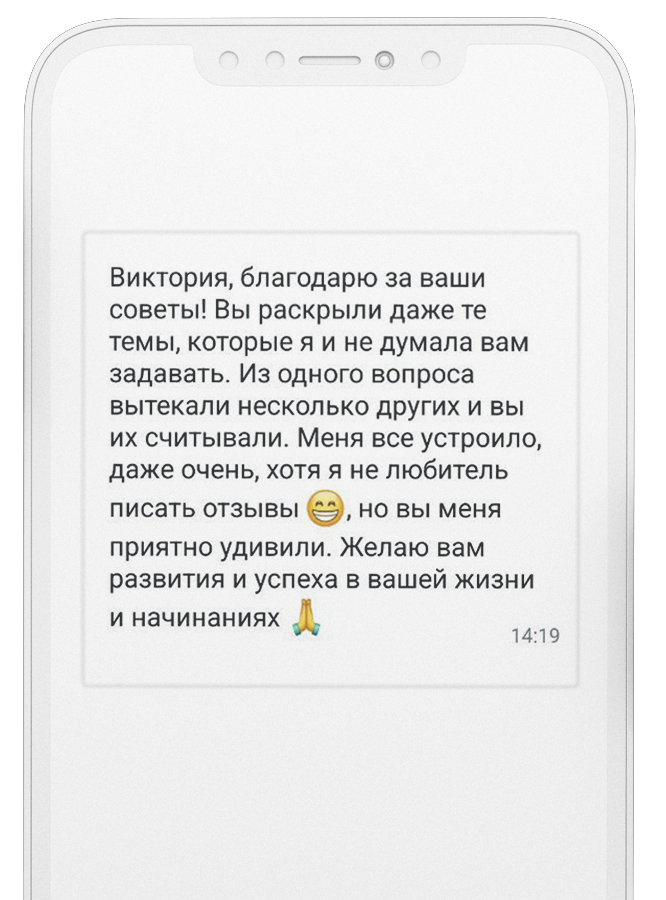 Виктория, благодарю за ваши
советы! Вы раскрыли даже те
темы, которые я и не думала вам
задавать. Из одного вопроса
вытекали несколько других и вы
их считывали. Меня все устроило,
даже очень, хотя я не любитель
писать отзывы 😁, но вы меня
приятно удивили. Желаю вам
развития и успеха в вашей жизни
и начинаниях 🙏
14:19